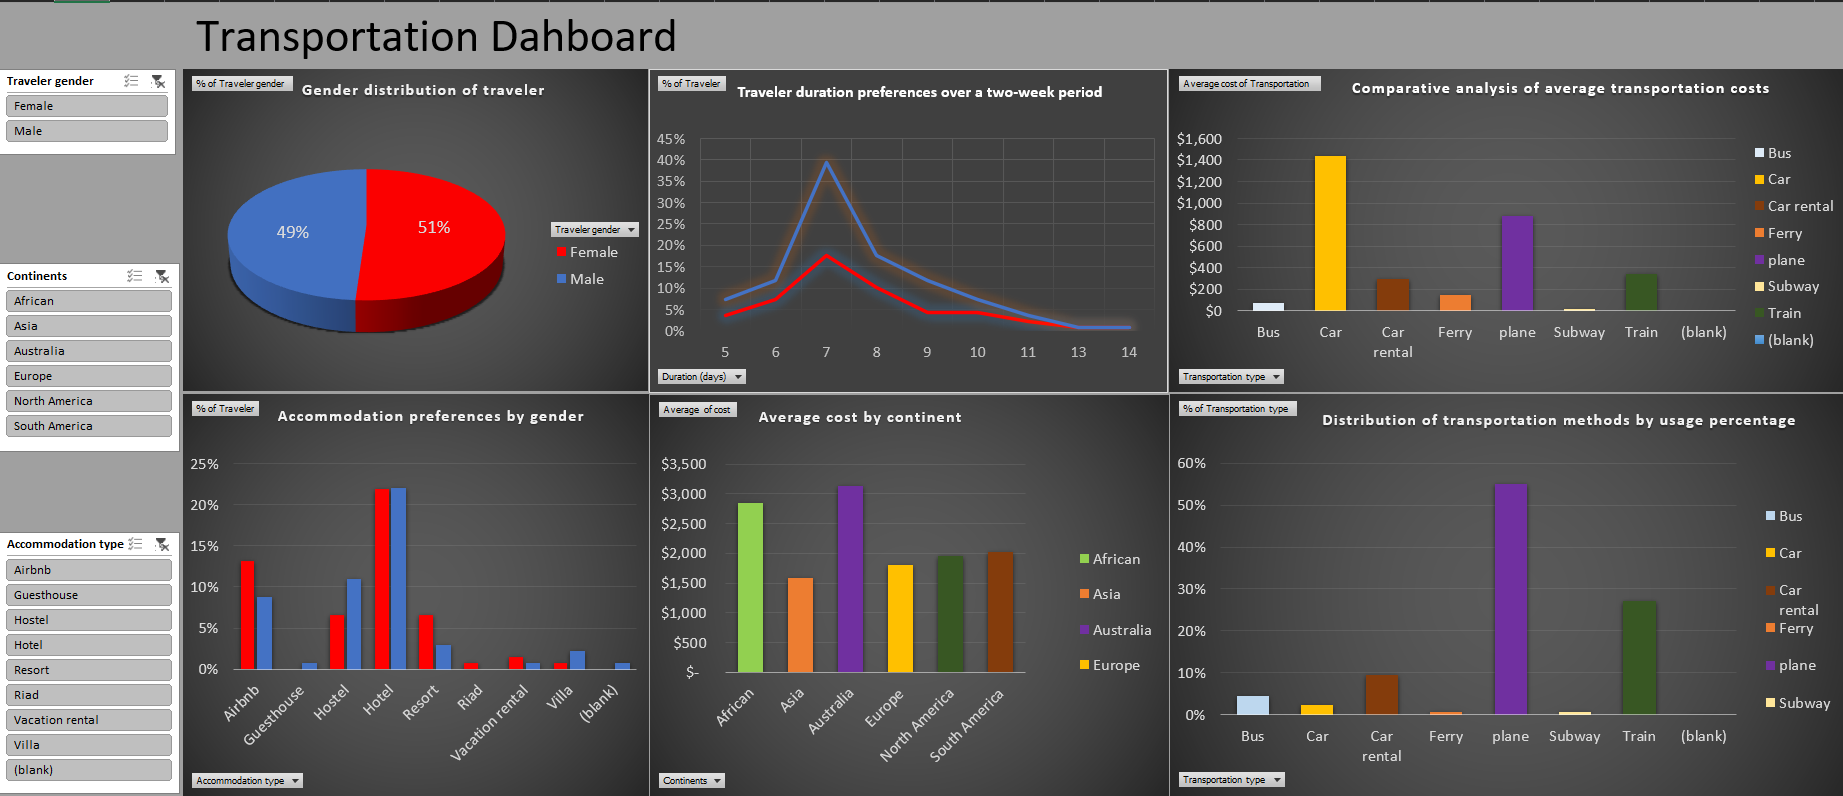 Transportation Dahboard
Traveler gender
Female
Male
Continents
African
Asia
Australia
Europe
North America
South America
Accommodation type
Airbnb
Guesthouse
Hostel
Hotel
Resort
Riad
Vacation rental
Villa
(blank)
% of Traveler gender
Gender distribution of traveler
49%
51%
Traveler gender
Female
Male
% of Traveler
Traveler duration preferences over a two-week period
45%
40%
35%
30%
25%
20%
15%
10%
5%
0%
5 6 7 8 9 10 11 13 14
Duration (days)
Average cost of Transportation
Comparative analysis of average transportation costs
$1,600
$1,400
$1,200
$1,000
$800
$600
$400
$200
$0
Bus Car Car rental Ferry plane Subway Train (blank)
Bus
Car
Car rental
Ferry
plane
Subway
Train
(blank)
Transportation type
% of Traveler
Accommodation preferences by gender
25%
20%
15%
10%
5%
0%
Airbnb
Guesthouse
Hostel
Hotel
Resort
Riad
Vacation rental
Villa
(blank)
Accommodation type
Average of cost
Average cost by continent
$3,500
$3,000
$2,500
$2,000
$1,500
$1,000
$500
$-
African
Asia
Australia
Europe
North America
South America
African
Asia
Australia
Europe
Continents
% of Transportation type
Distribution of transportation methods by usage percentage
60%
50%
40%
30%
20%
10%
0%
Bus Car Car rental Ferry plane Subway Train (blank)
Bus
Car
Car
rental
Ferry
plane
Subway
Transportation type